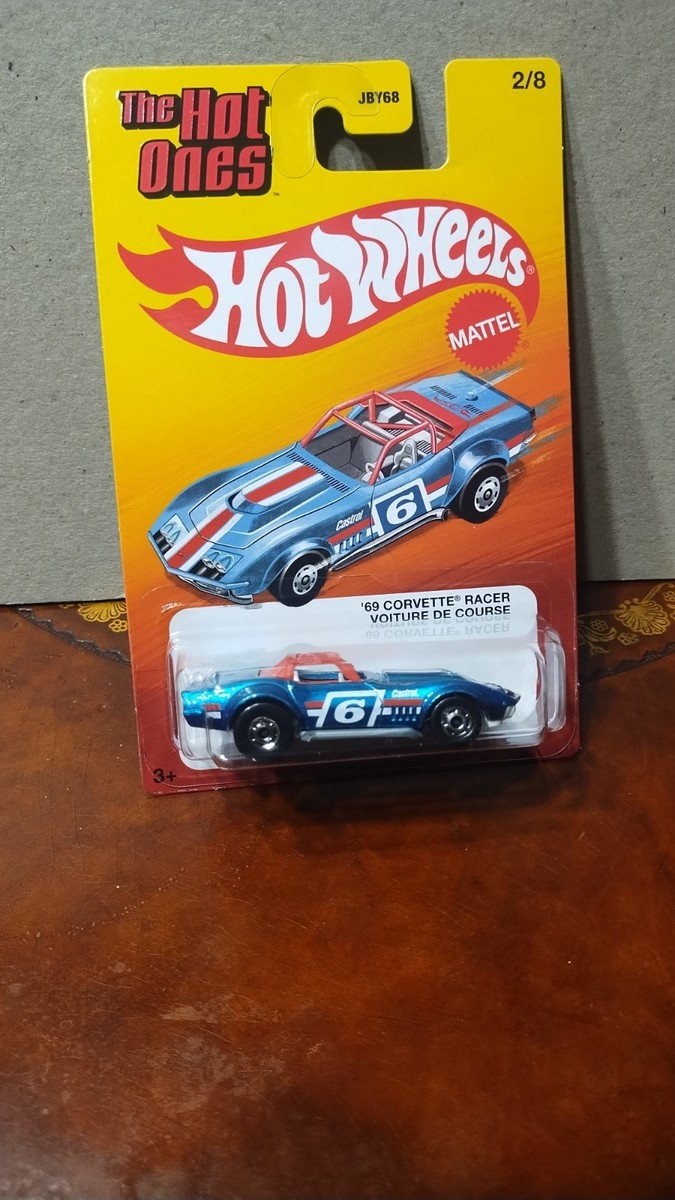 The Hot
Ones™
JBY68
2/8
Hot Wheels®
MATTEL®
6
Castrol
'69 CORVETTE® RACER
VOITURE DE COURSE
6
Castrol
3+